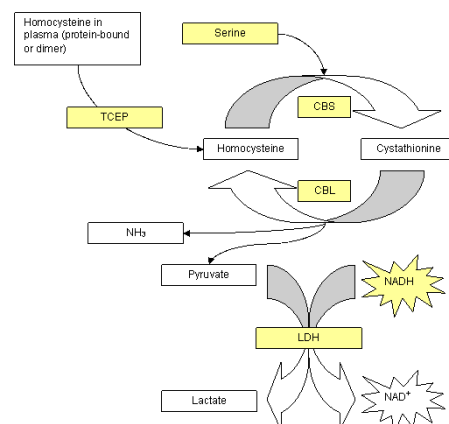 Homocysteine in
plasma (protein-bound
or dimer)
Serine
TCEP
CBS
Homocysteine
Cystathionine
CBL
NH₃
Pyruvate
NADH
LDH
Lactate
NAD⁺